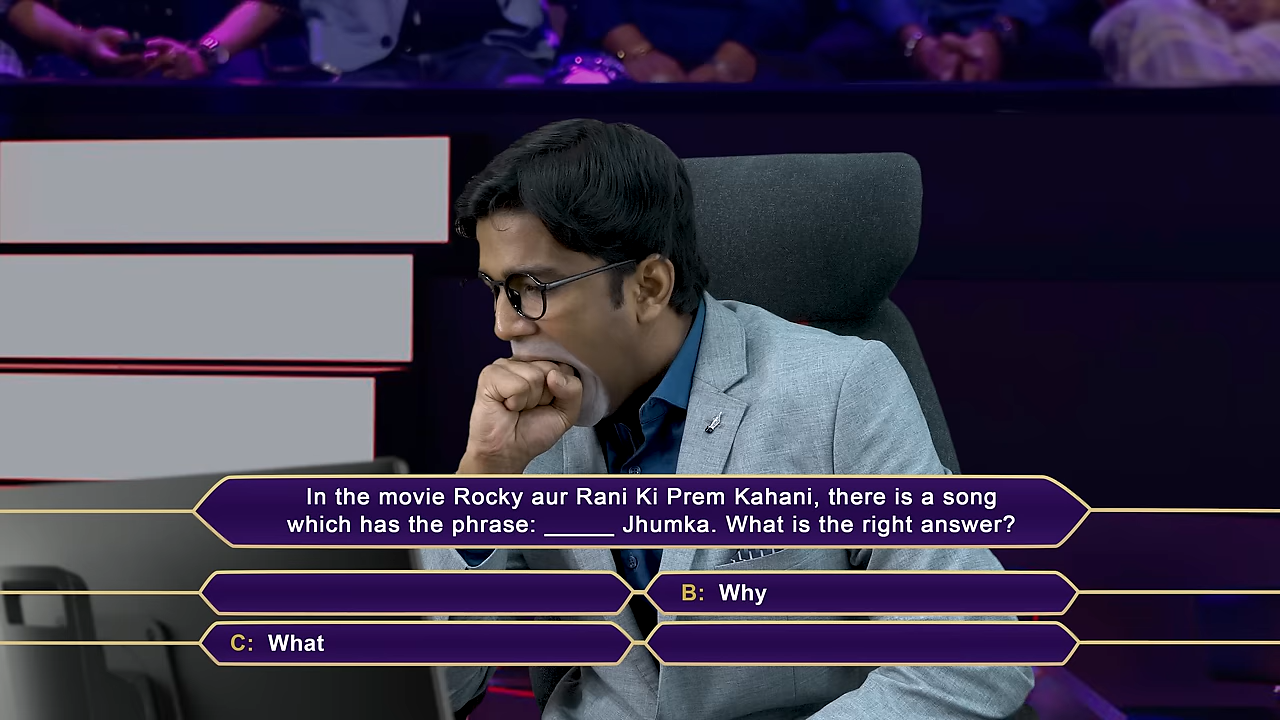 In the movie Rocky aur Rani Ki Prem Kahani, there is a song
which has the phrase: _____ Jhumka. What is the right answer?
B: Why
C: What